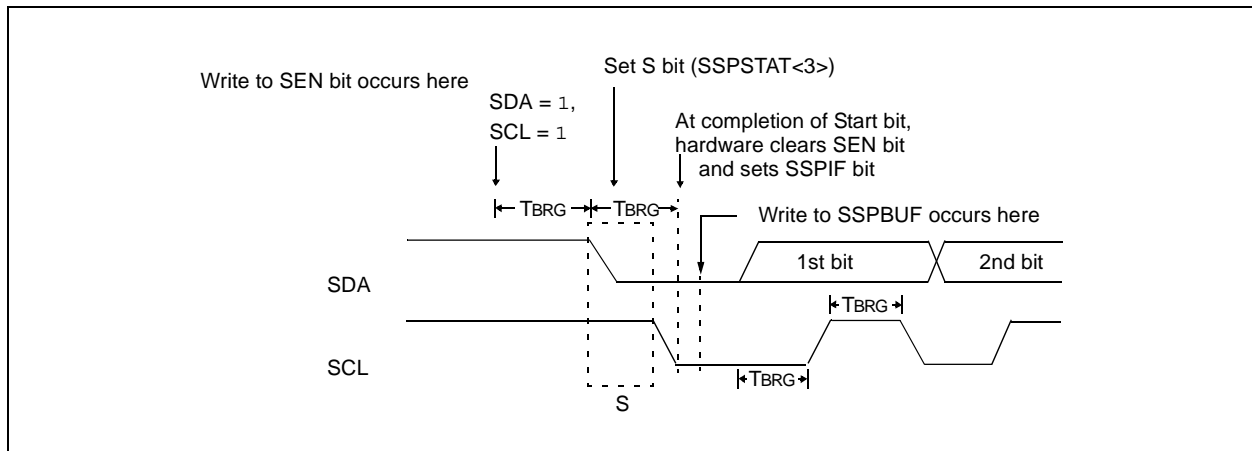 Write to SEN bit occurs here
Set S bit (SSPSTAT<3>)
SDA = 1,
SCL = 1
At completion of Start bit,
hardware clears SEN bit
and sets SSPIF bit
TBRG
TBRG
Write to SSPBUF occurs here
SDA
1st bit
2nd bit
TBRG
SCL
TBRG
S